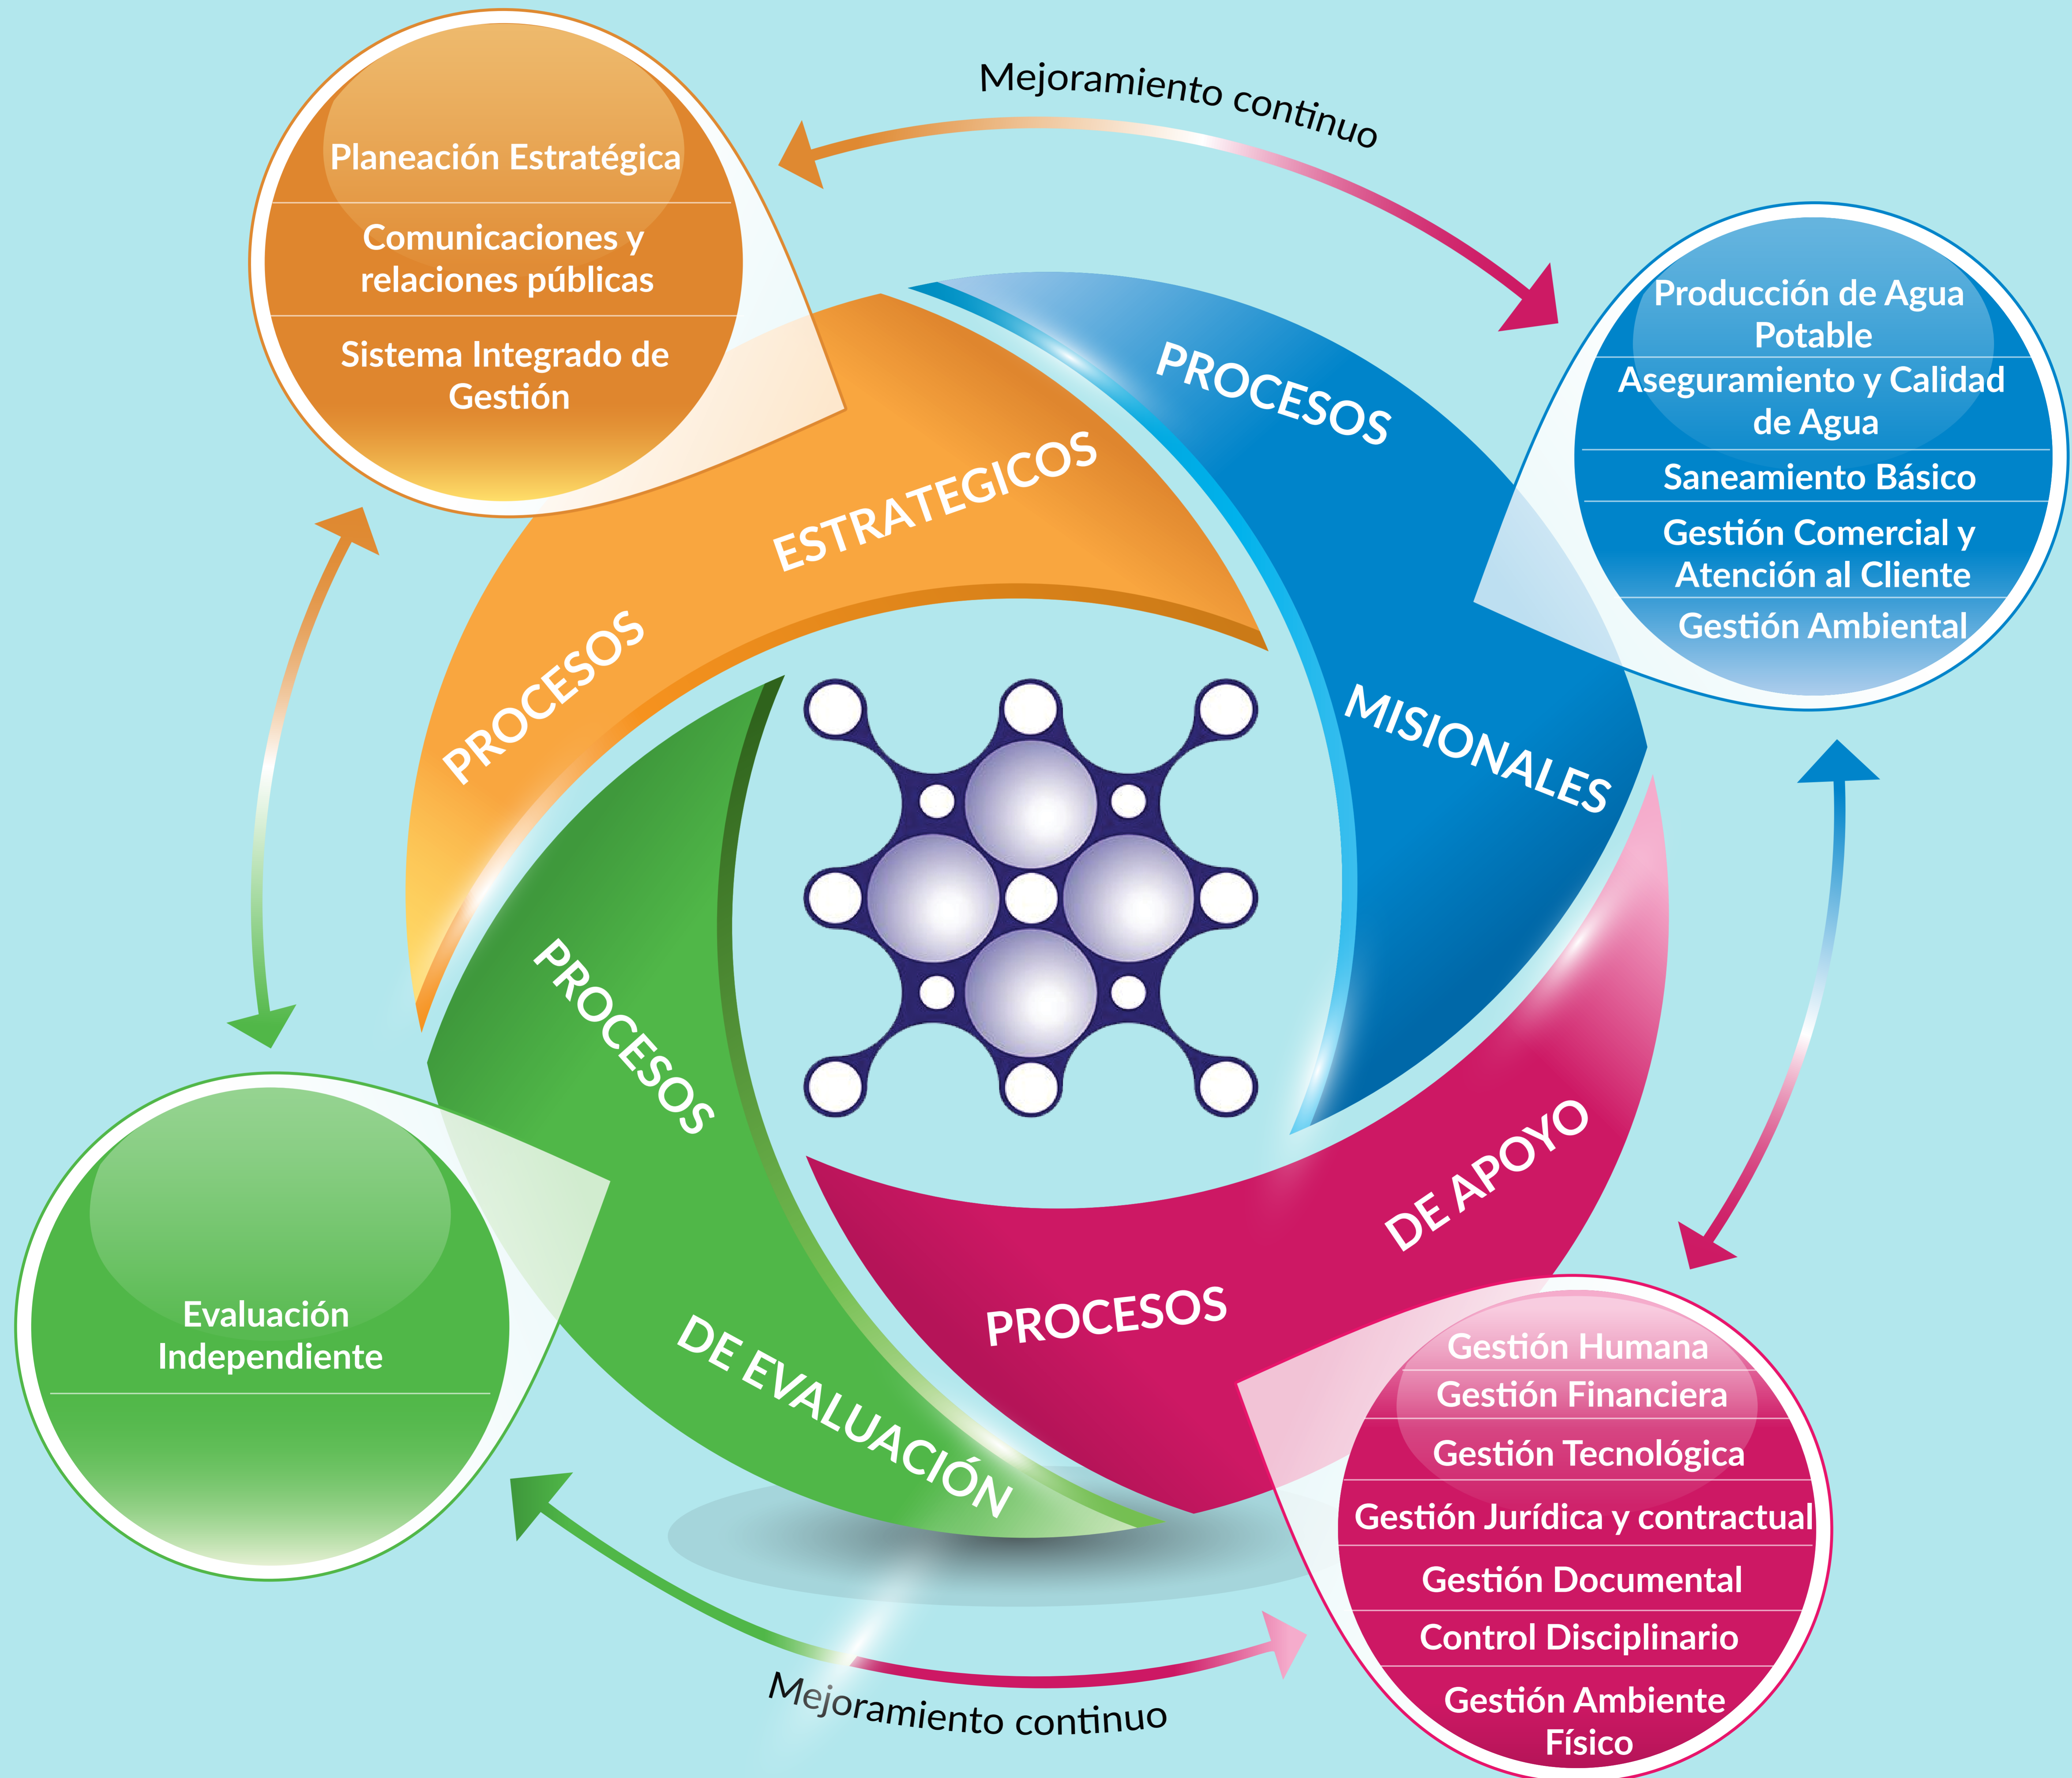 Mejoramiento continuo
Planeación Estratégica
Comunicaciones y
relaciones públicas
Sistema Integrado de
Gestión
PROCESOS
ESTRATEGICOS
PROCESOS
MISIONALES
Producción de Agua
Potable
Aseguramiento y Calidad
de Agua
Saneamiento Básico
Gestión Comercial y
Atención al Cliente
Gestión Ambiental
PROCESOS
DE EVALUACIÓN
Evaluación
Independiente
PROCESOS
DE APOYO
Gestión Humana
Gestión Financiera
Gestión Tecnológica
Gestión Jurídica y contractual
Gestión Documental
Control Disciplinario
Gestión Ambiente
Físico
Mejoramiento continuo